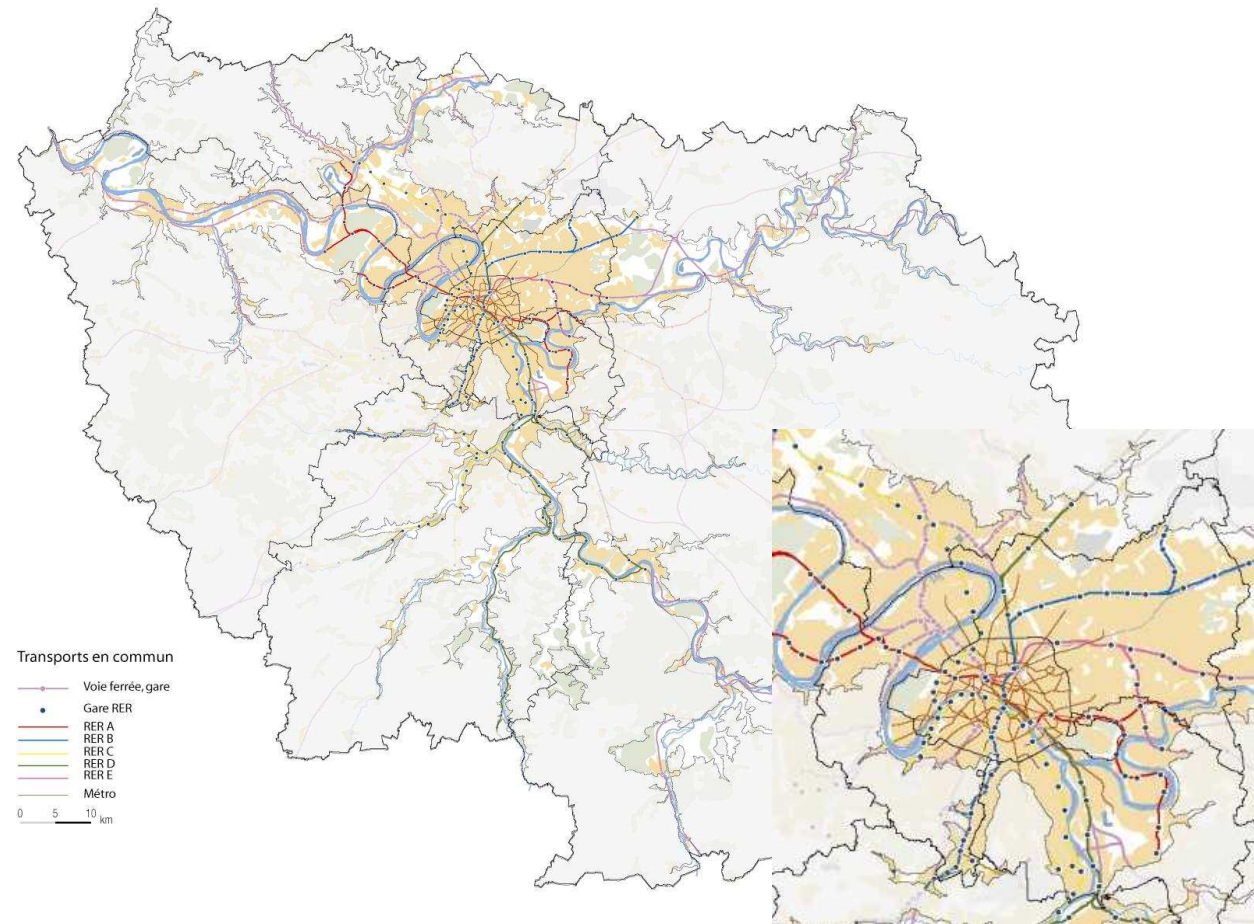 Transports en commun
Voie ferrée, gare
Gare RER
RER A
RER B
RER C
RER D
RER E
Métro
0 5 10 km